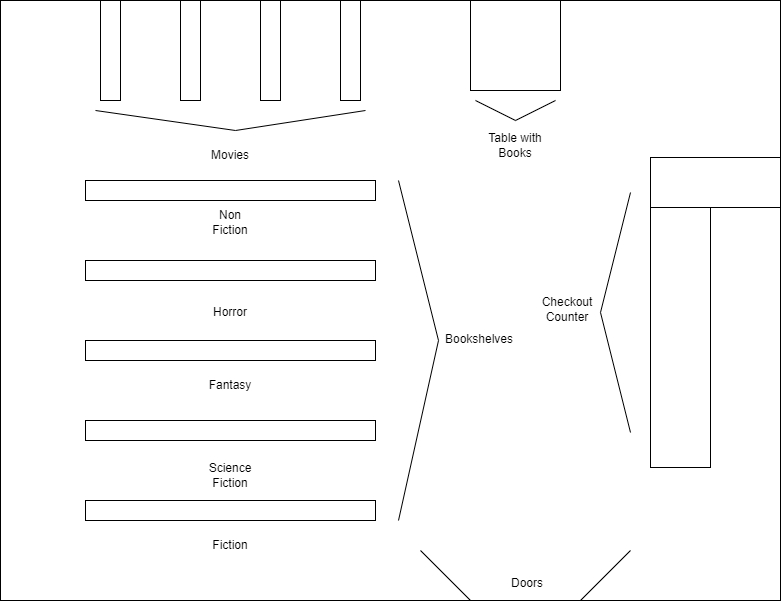 Table with
Books
Movies
Non
Fiction
Checkout
Counter
Horror
Bookshelves
Fantasy
Science
Fiction
Fiction
Doors